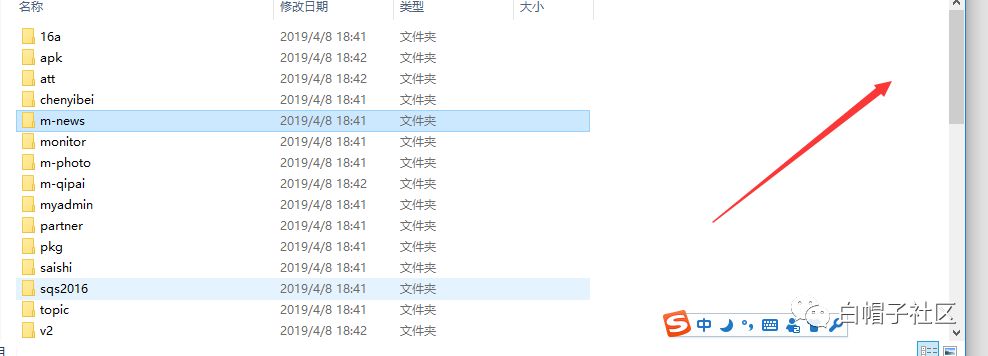 名称 修改日期 类型 大小
16a 2019/4/8 18:41 文件夹
apk 2019/4/8 18:42 文件夹
att 2019/4/8 18:42 文件夹
chenyibei 2019/4/8 18:41 文件夹
m-news 2019/4/8 18:41 文件夹
monitor 2019/4/8 18:41 文件夹
m-photo 2019/4/8 18:41 文件夹
m-qipai 2019/4/8 18:42 文件夹
myadmin 2019/4/8 18:41 文件夹
partner 2019/4/8 18:41 文件夹
pkg 2019/4/8 18:41 文件夹
saishi 2019/4/8 18:41 文件夹
sqs2016 2019/4/8 18:41 文件夹
topic 2019/4/8 18:41 文件夹
v2 2019/4/8 18:42 文件夹
S 中
白帽子社区